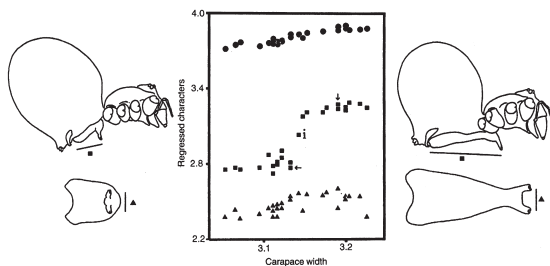 4.0
3.4
2.8
2.2
Regressed characters
i
3.1
3.2
Carapace width